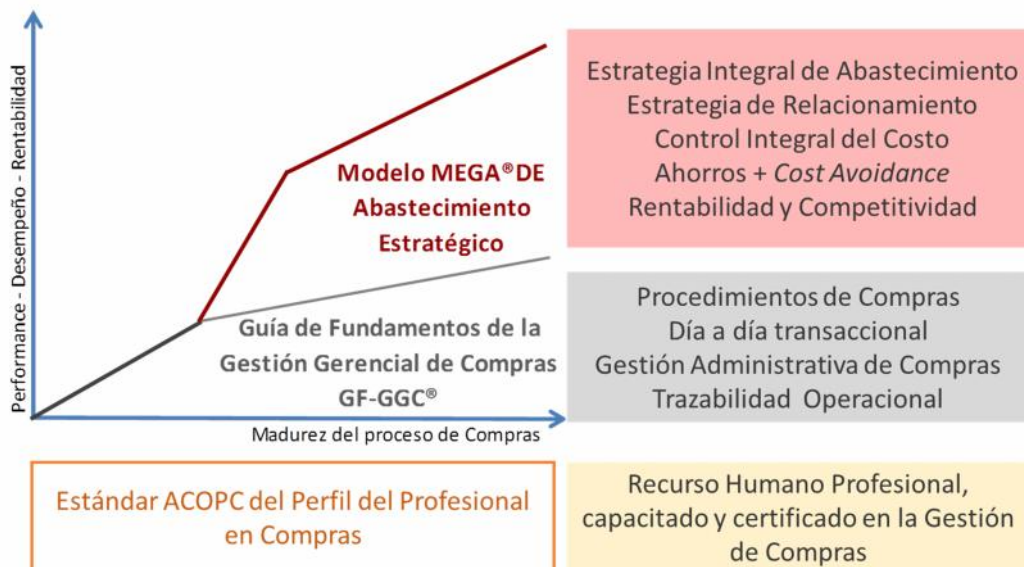 Performance - Desempeño - Rentabilidad
Modelo MEGA®DE
Abastecimiento
Estratégico
Guía de Fundamentos de la
Gestión Gerencial de Compras
GF-GGC®
Madurez del proceso de Compras
Estrategia Integral de Abastecimiento
Estrategia de Relacionamiento
Control Integral del Costo
Ahorros + Cost Avoidance
Rentabilidad y Competitividad
Procedimientos de Compras
Día a día transaccional
Gestión Administrativa de Compras
Trazabilidad Operacional
Estándar ACOPC del Perfil del Profesional
en Compras
Recurso Humano Profesional,
capacitado y certificado en la Gestión
de Compras